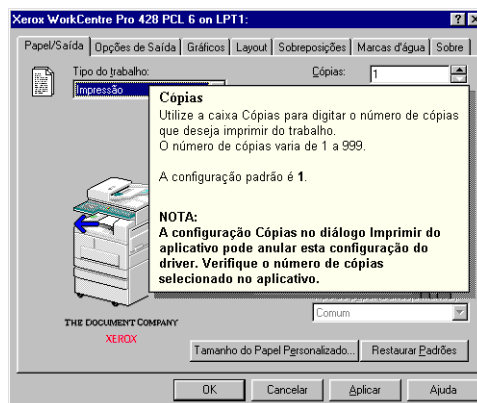 Xerox WorkCentre Pro 428 PCL 6 on LPT1:
Papel/Saída Opções de Saída Gráficos Layout Sobreposições Marcas d'água Sobre
Tipo do trabalho:
Cópias:
Impressão
1
Cópias
Utilize a caixa Cópias para digitar o número de cópias
que deseja imprimir do trabalho.
O número de cópias varia de 1 a 999.
A configuração padrão é 1.
NOTA:
A configuração Cópias no diálogo Imprimir do
aplicativo pode anular esta configuração do
driver. Verifique o número de cópias
selecionado no aplicativo.
Comum
THE DOCUMENT COMPANY
XEROX
Tamanho do Papel Personalizado... Restaurar Padrões
OK Cancelar Aplicar Ajuda